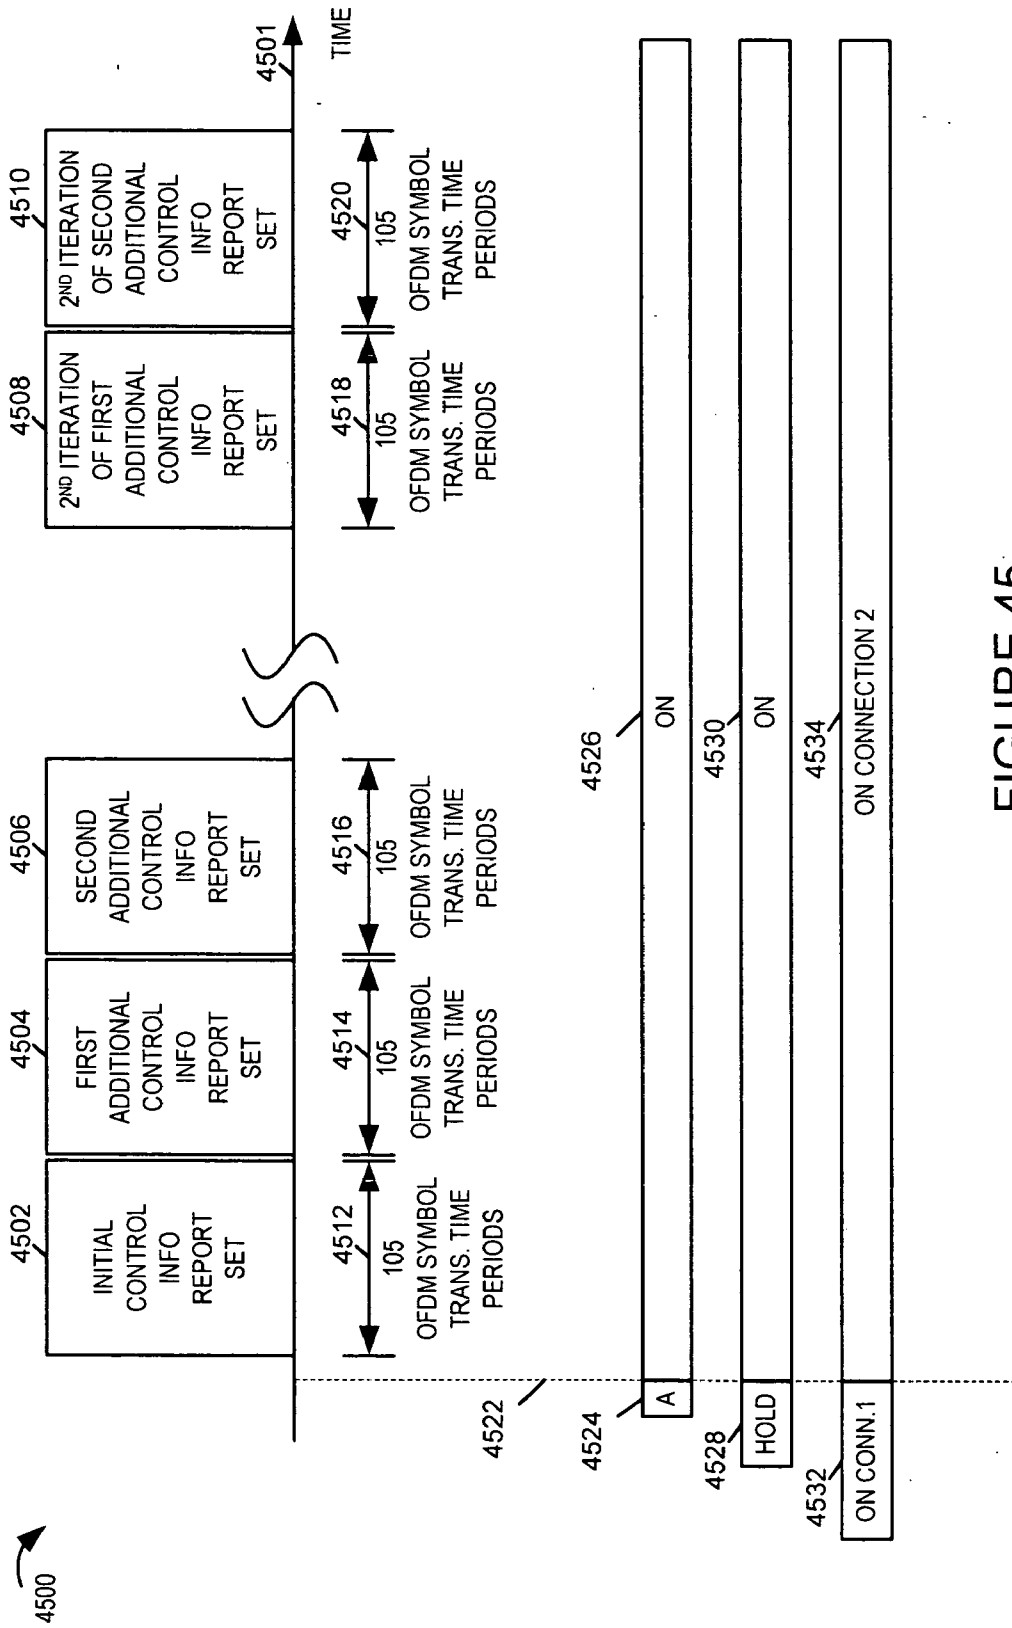 4500
4502
INITIAL
CONTROL
INFO
REPORT
SET
4504
FIRST
ADDITIONAL
CONTROL
INFO
REPORT
SET
4506
SECOND
ADDITIONAL
CONTROL
INFO
REPORT
SET
4508
2ND ITERATION
OF FIRST
ADDITIONAL
CONTROL
INFO
REPORT
SET
4510
2ND ITERATION
OF SECOND
ADDITIONAL
CONTROL
INFO
REPORT
SET
4501
TIME
4512
105
OFDM SYMBOL
TRANS. TIME
PERIODS
4514
105
OFDM SYMBOL
TRANS. TIME
PERIODS
4516
105
OFDM SYMBOL
TRANS. TIME
PERIODS
4518
105
OFDM SYMBOL
TRANS. TIME
PERIODS
4520
105
OFDM SYMBOL
TRANS. TIME
PERIODS
4522
4524
A
4526
ON
4528
HOLD
4530
ON
4532
ON CONN.1
4534
ON CONNECTION 2
FIGURE 45